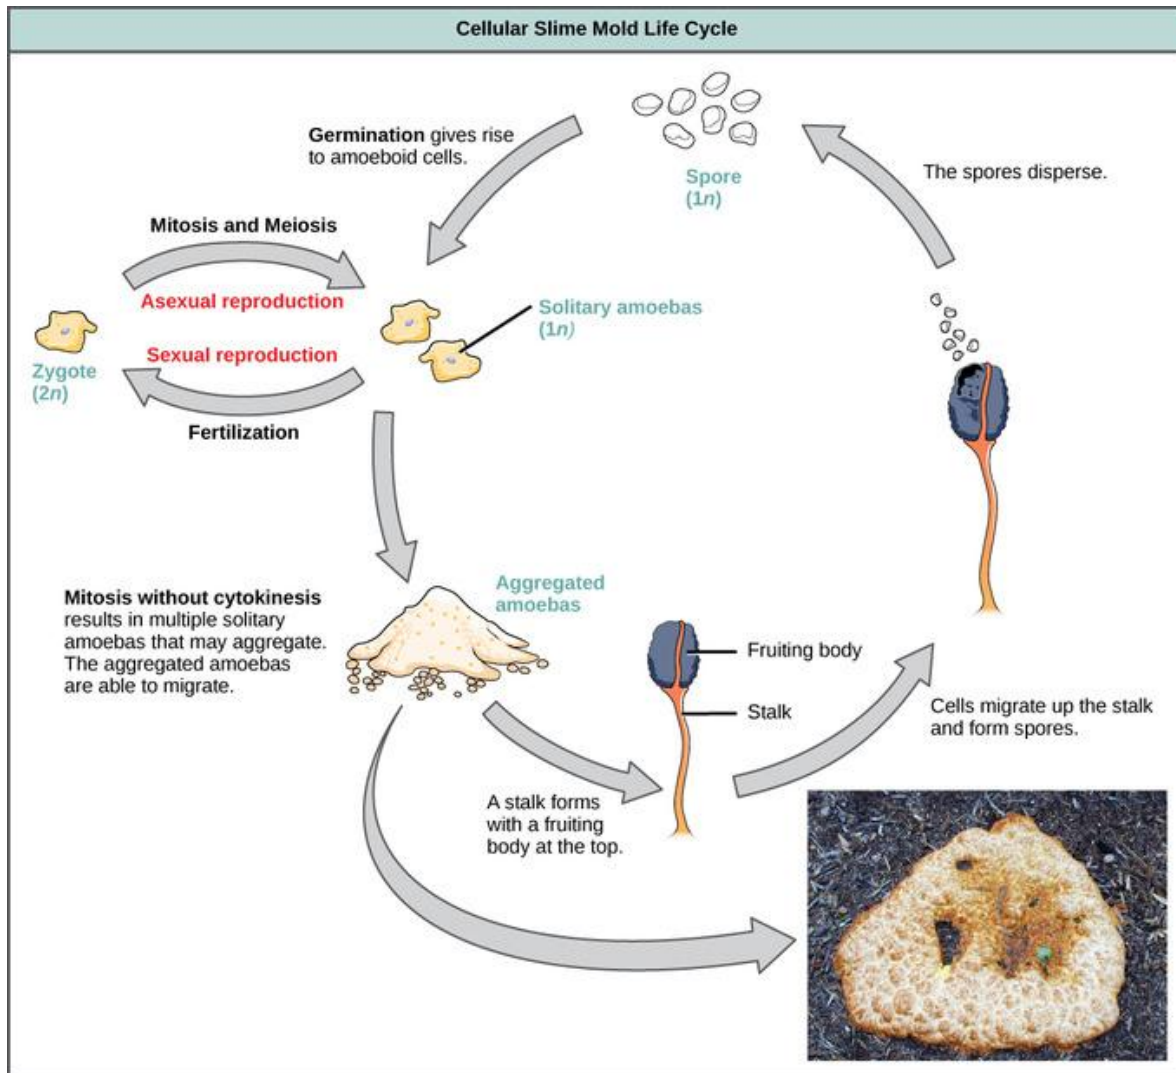 Cellular Slime Mold Life Cycle
Germination gives rise
to amoeboid cells.
Spore
(1n)
The spores disperse.
Mitosis and Meiosis
Asexual reproduction
Solitary amoebas
(1n)
Sexual reproduction
Zygote
(2n)
Fertilization
Mitosis without cytokinesis
results in multiple solitary
amoebas that may aggregate.
The aggregated amoebas
are able to migrate.
Aggregated
amoebas
Fruiting body
Stalk
Cells migrate up the stalk
and form spores.
A stalk forms
with a fruiting
body at the top.